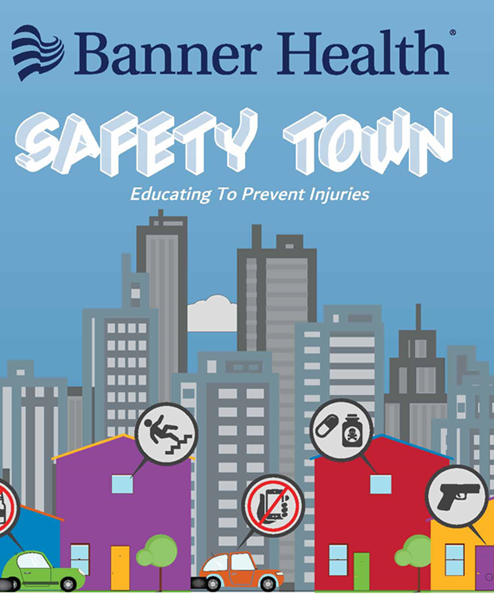 Banner Health®
SAFETY TOWN
Educating To Prevent Injuries